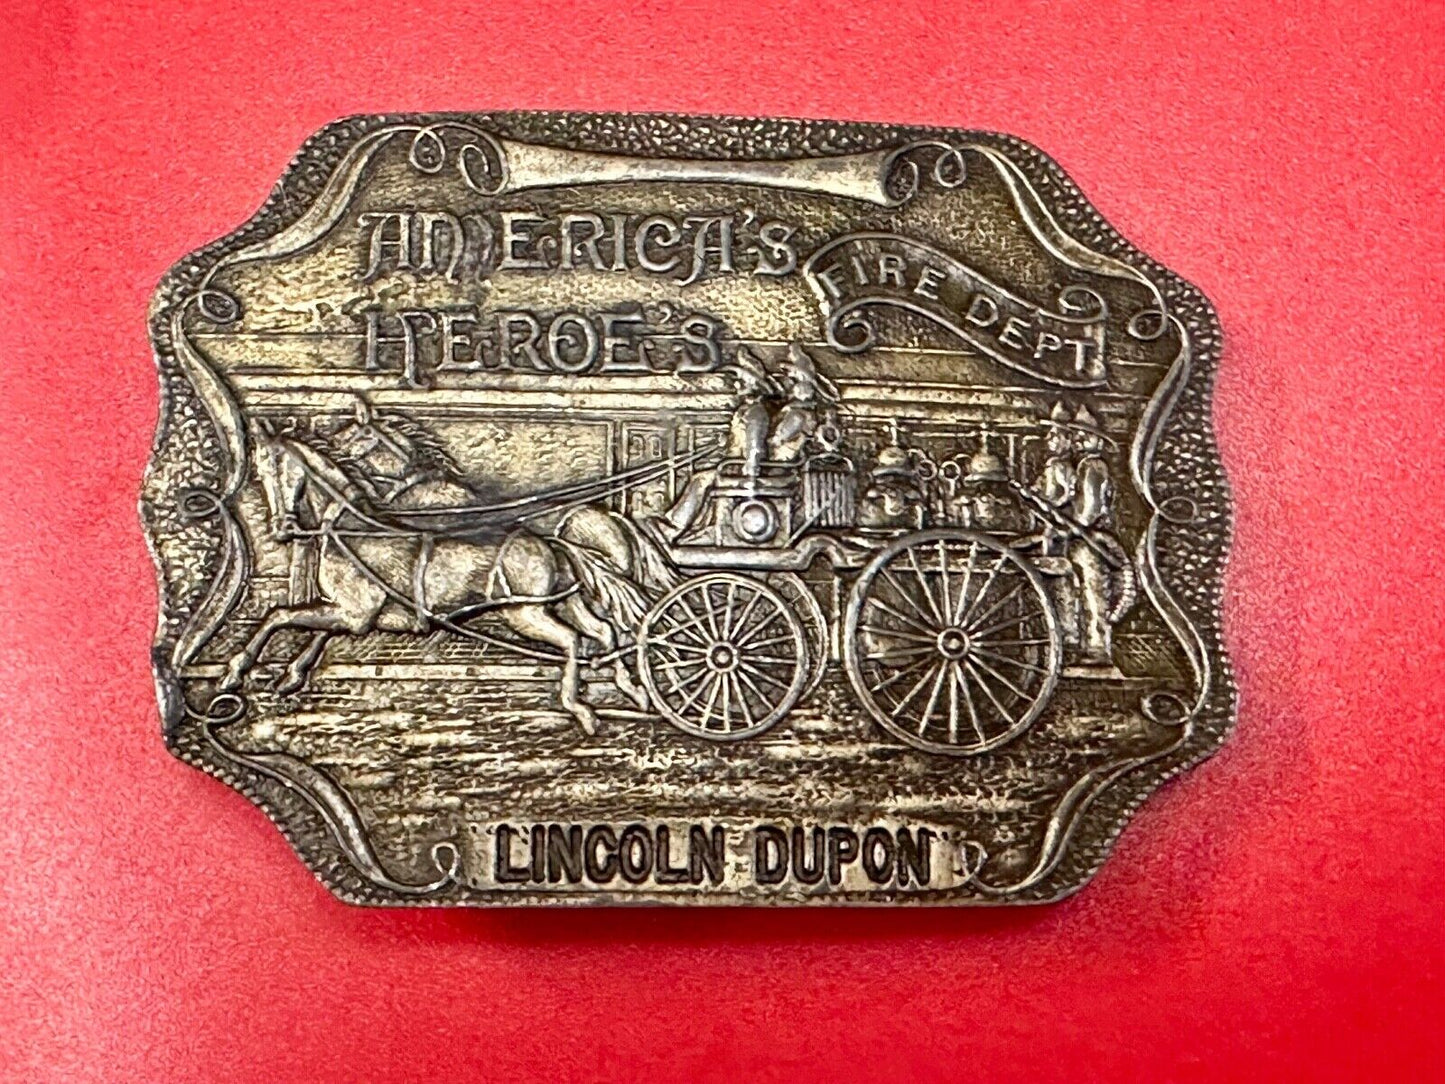 AMERICA'S
HEROE'S
FIRE DEPT
LINCOLN DUPON